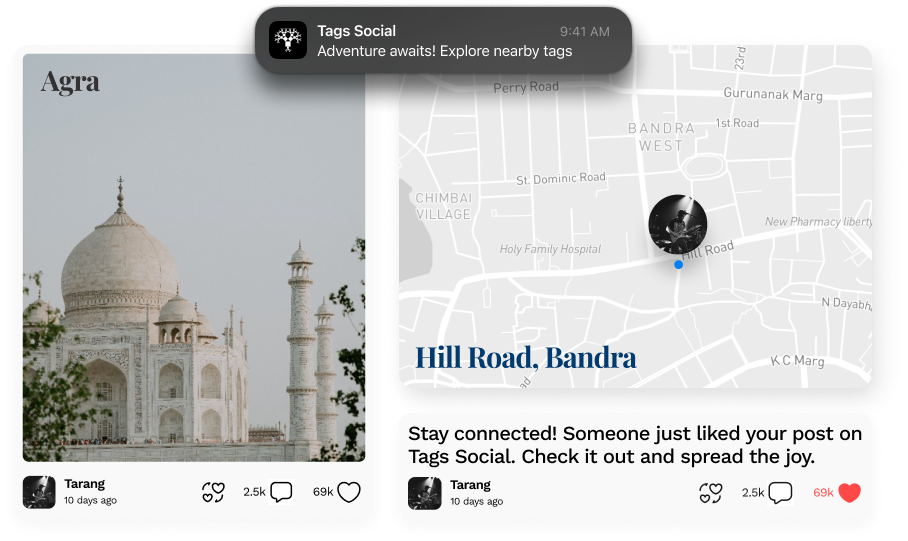 Tags Social 9:41 AM
Adventure awaits! Explore nearby tags
Agra
Tarang
10 days ago
2.5k 69k
23rd
Perry Road
Gurunanak Marg
BANDRA
WEST
1st Road
St. Dominic Road
CHIMBAI
VILLAGE
New Pharmacy liberty
Holy Family Hospital
Hill Road
N Dayabh
Hill Road, Bandra
K C Marg
ad
Stay connected! Someone just liked your post on
Tags Social. Check it out and spread the joy.
Tarang
10 days ago
2.5k 69k